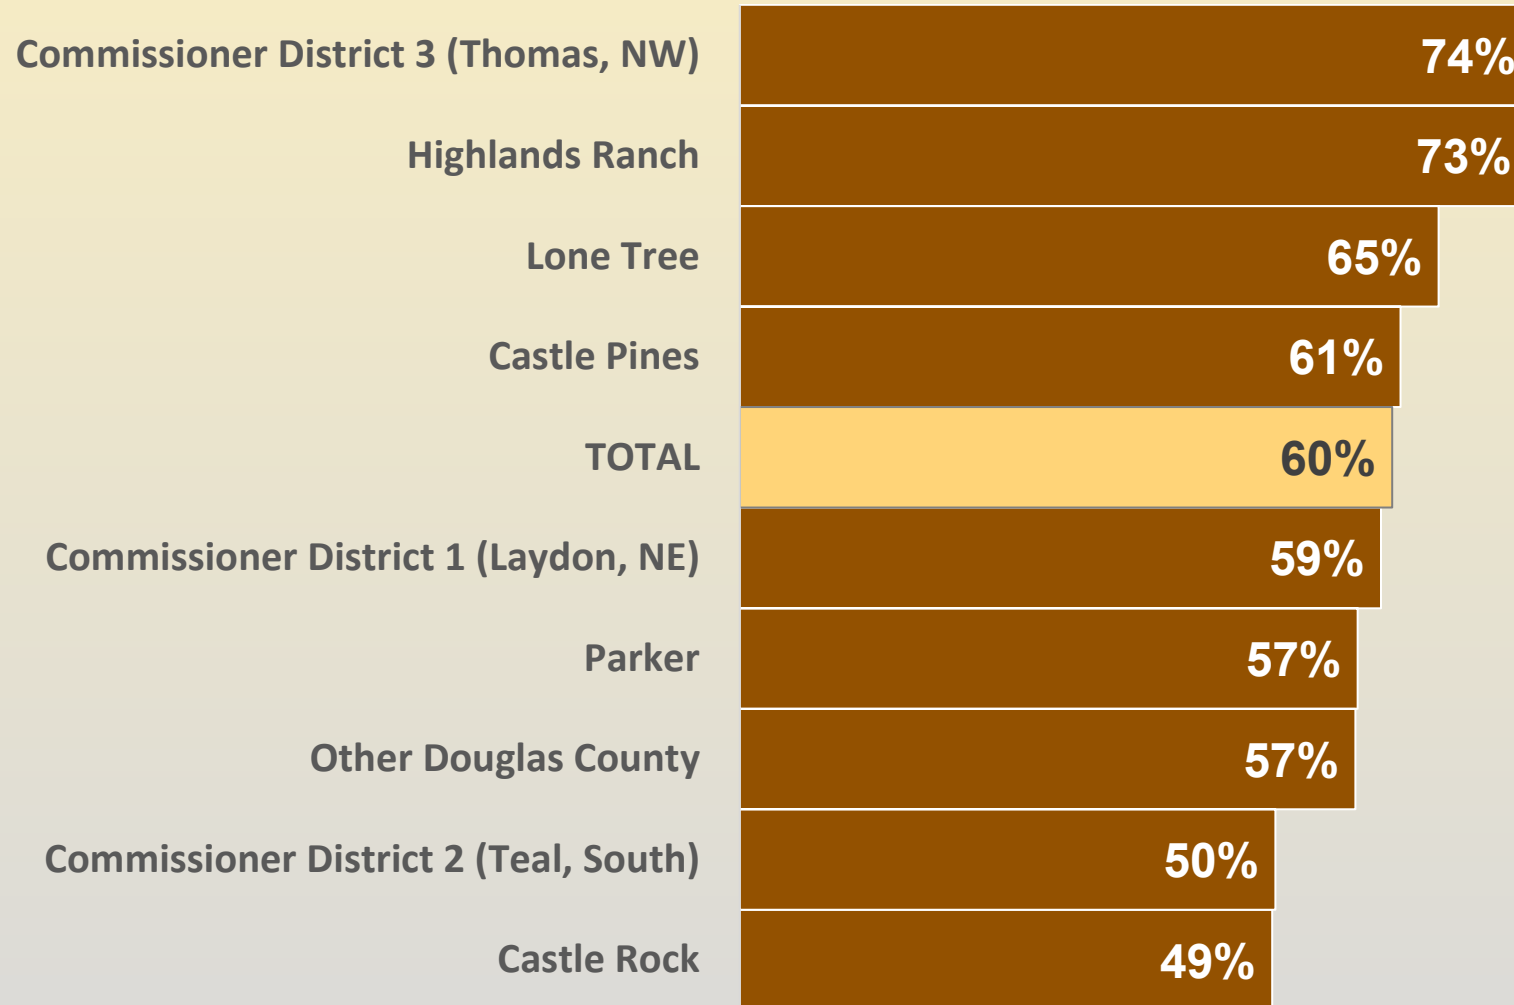 Commissioner District 3 (Thomas, NW) 74%
Highlands Ranch 73%
Lone Tree 65%
Castle Pines 61%
TOTAL 60%
Commissioner District 1 (Laydon, NE) 59%
Parker 57%
Other Douglas County 57%
Commissioner District 2 (Teal, South) 50%
Castle Rock 49%